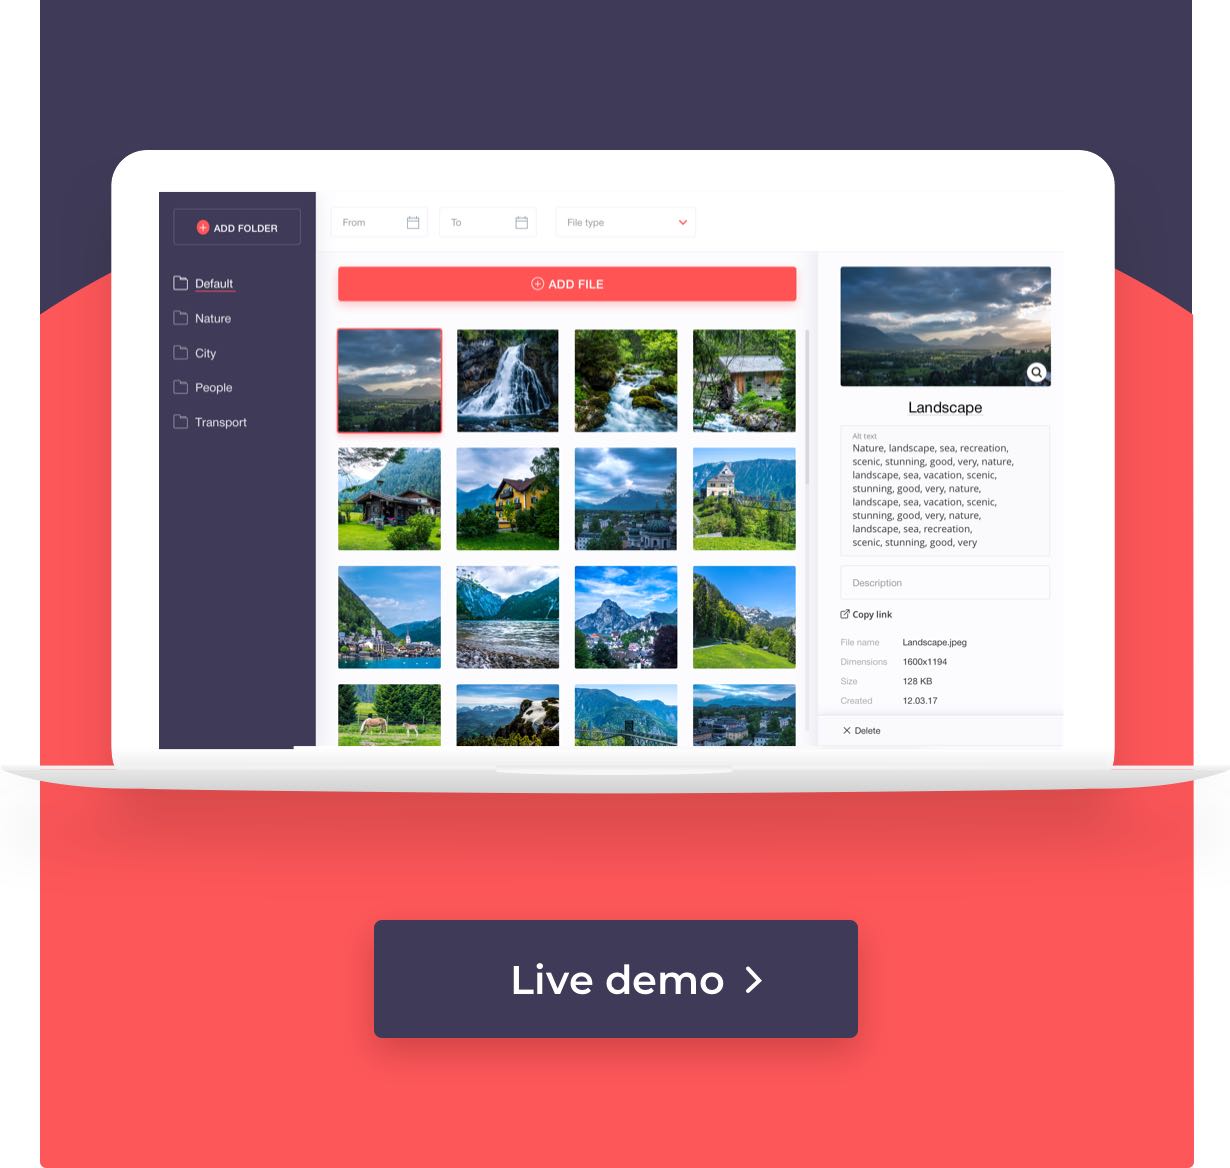 ADD FOLDER
Default
Nature
City
People
Transport
From
To
File type
ADD FILE
Landscape
Alt text
Nature, landscape, sea, recreation,
scenic, stunning, good, very, nature,
landscape, sea, vacation, scenic,
stunning, good, very, nature,
landscape, sea, vacation, scenic,
stunning, good, very, nature,
landscape, sea, recreation,
scenic, stunning, good, very
Description
Copy link
File name Landscape.jpeg
Dimensions 1600x1194
Size 128 KB
Created 12.03.17
Delete
Live demo